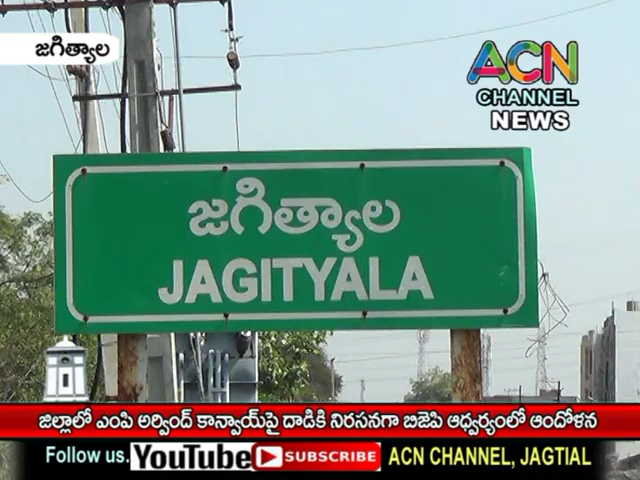 జగిత్యాల
ACN
CHANNEL
NEWS
జగిత్యాల
JAGITYALA
జిల్లాలో ఎంపి అర్వింద్ కాన్వాయ్‌పై దాడికి నిరసనగా బిజెపి ఆధ్వర్యంలో ఆందోళన
Follow us. YouTube SUBSCRIBE ACN CHANNEL, JAGTIAL